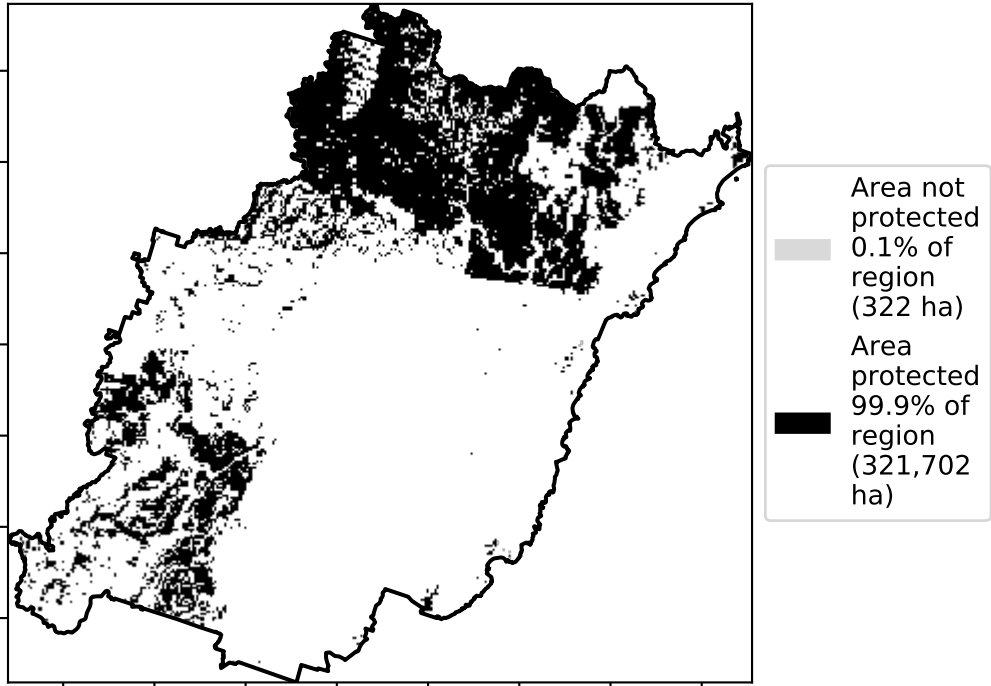 Area not
protected
0.1% of
region
(322 ha)
Area
protected
99.9% of
region
(321,702
ha)